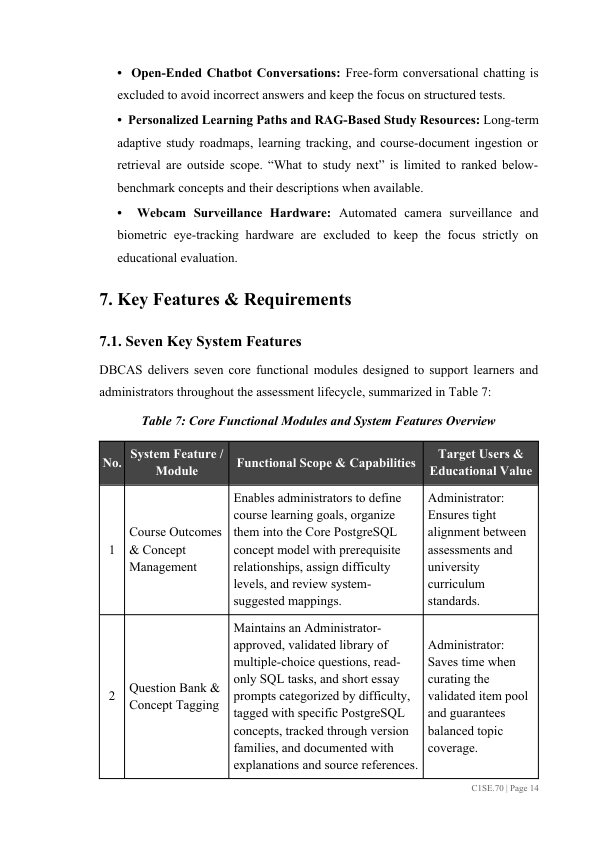 • Open-Ended Chatbot Conversations: Free-form conversational chatting is
excluded to avoid incorrect answers and keep the focus on structured tests.
• Personalized Learning Paths and RAG-Based Study Resources: Long-term
adaptive study roadmaps, learning tracking, and course-document ingestion or
retrieval are outside scope. “What to study next” is limited to ranked below-
benchmark concepts and their descriptions when available.
• Webcam Surveillance Hardware: Automated camera surveillance and
biometric eye-tracking hardware are excluded to keep the focus strictly on
educational evaluation.
7. Key Features & Requirements
7.1. Seven Key System Features
DBCAS delivers seven core functional modules designed to support learners and
administrators throughout the assessment lifecycle, summarized in Table 7:
Table 7: Core Functional Modules and System Features Overview
No.
System Feature /
Module
Functional Scope & Capabilities
Target Users &
Educational Value
1
Course Outcomes
& Concept
Management
Enables administrators to define
course learning goals, organize
them into the Core PostgreSQL
concept model with prerequisite
relationships, assign difficulty
levels, and review system-
suggested mappings.
Administrator:
Ensures tight
alignment between
assessments and
university
curriculum
standards.
2
Question Bank &
Concept Tagging
Maintains an Administrator-
approved, validated library of
multiple-choice questions, read-
only SQL tasks, and short essay
prompts categorized by difficulty,
tagged with specific PostgreSQL
concepts, tracked through version
families, and documented with
explanations and source references.
Administrator:
Saves time when
curating the
validated item pool
and guarantees
balanced topic
coverage.
C1SE.70 | Page 14